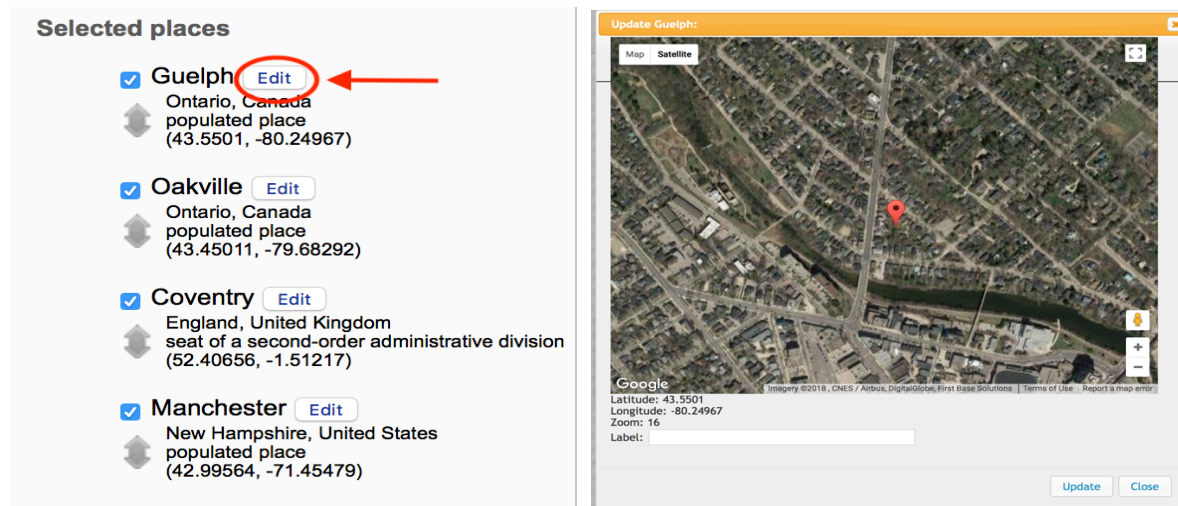 Selected places
Guelph Edit
Ontario, Canada
populated place
(43.5501, -80.24967)
Oakville Edit
Ontario, Canada
populated place
(43.45011, -79.68292)
Coventry Edit
England, United Kingdom
seat of a second-order administrative division
(52.40656, -1.51217)
Manchester Edit
New Hampshire, United States
populated place
(42.99564, -71.45479)
Update Guelph:
Map Satellite
Google
Imagery ©2018 , CNES / Airbus, DigitalGlobe, First Base Solutions Terms of Use Report a map error
Latitude: 43.5501
Longitude: -80.24967
Zoom: 16
Label:
Update Close